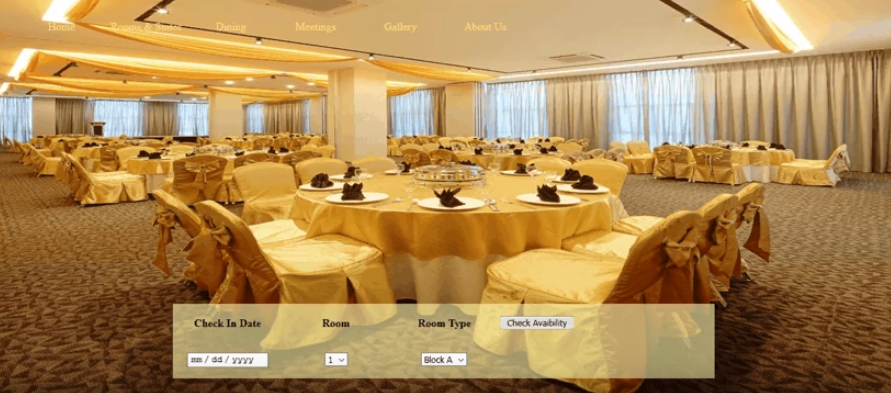 Home Rooms & Suites Dining Meetings Gallery About Us
Check In Date Room Room Type Check Avaibility
mm / dd / yyyy 1 Block A